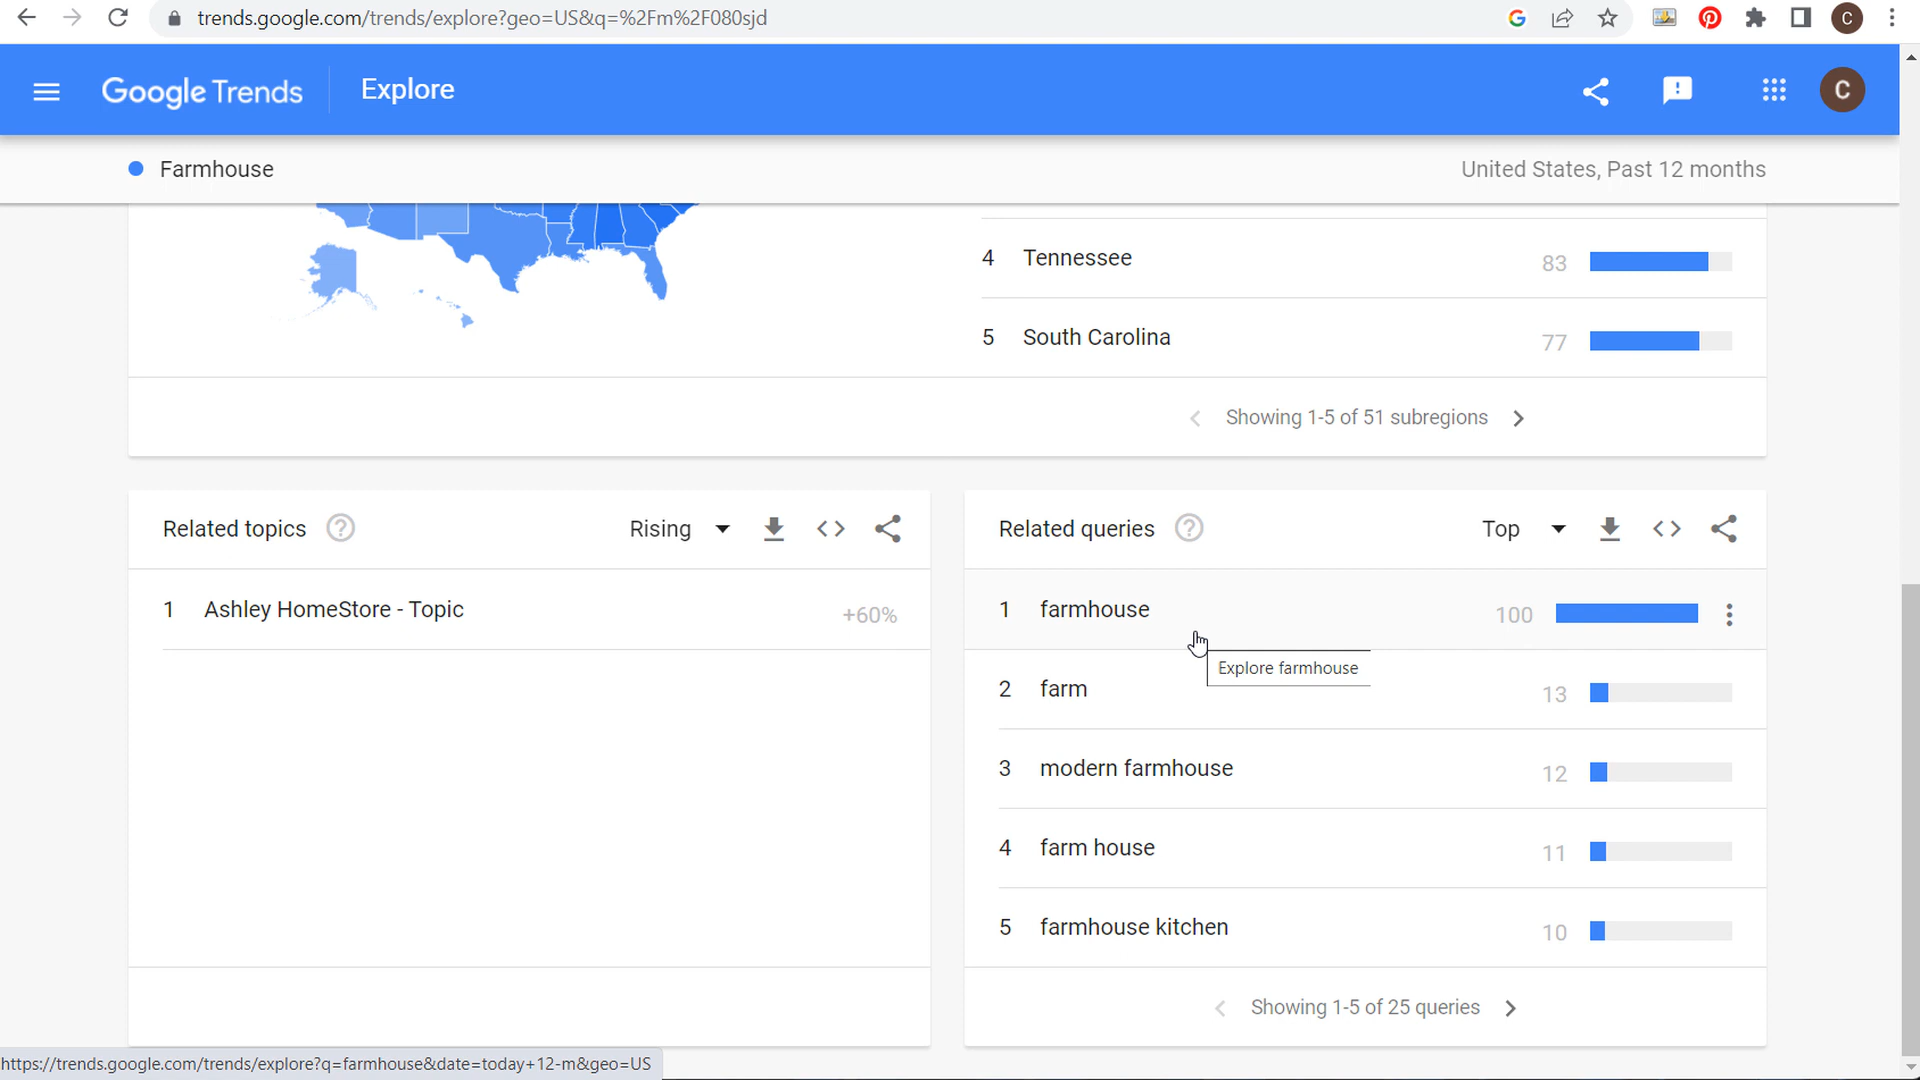 trends.google.com/trends/explore?geo=US&q=%2Fm%2F080sjd
G
C
Google Trends
Explore
C
Farmhouse
United States, Past 12 months
4 Tennessee 83
5 South Carolina 77
Showing 1-5 of 51 subregions
Related topics ? Rising
1 Ashley HomeStore - Topic +60%
Related queries ? Top
1 farmhouse 100
Explore farmhouse
2 farm 13
3 modern farmhouse 12
4 farm house 11
5 farmhouse kitchen 10
Showing 1-5 of 25 queries
https://trends.google.com/trends/explore?q=farmhouse&date=today+12-m&geo=US